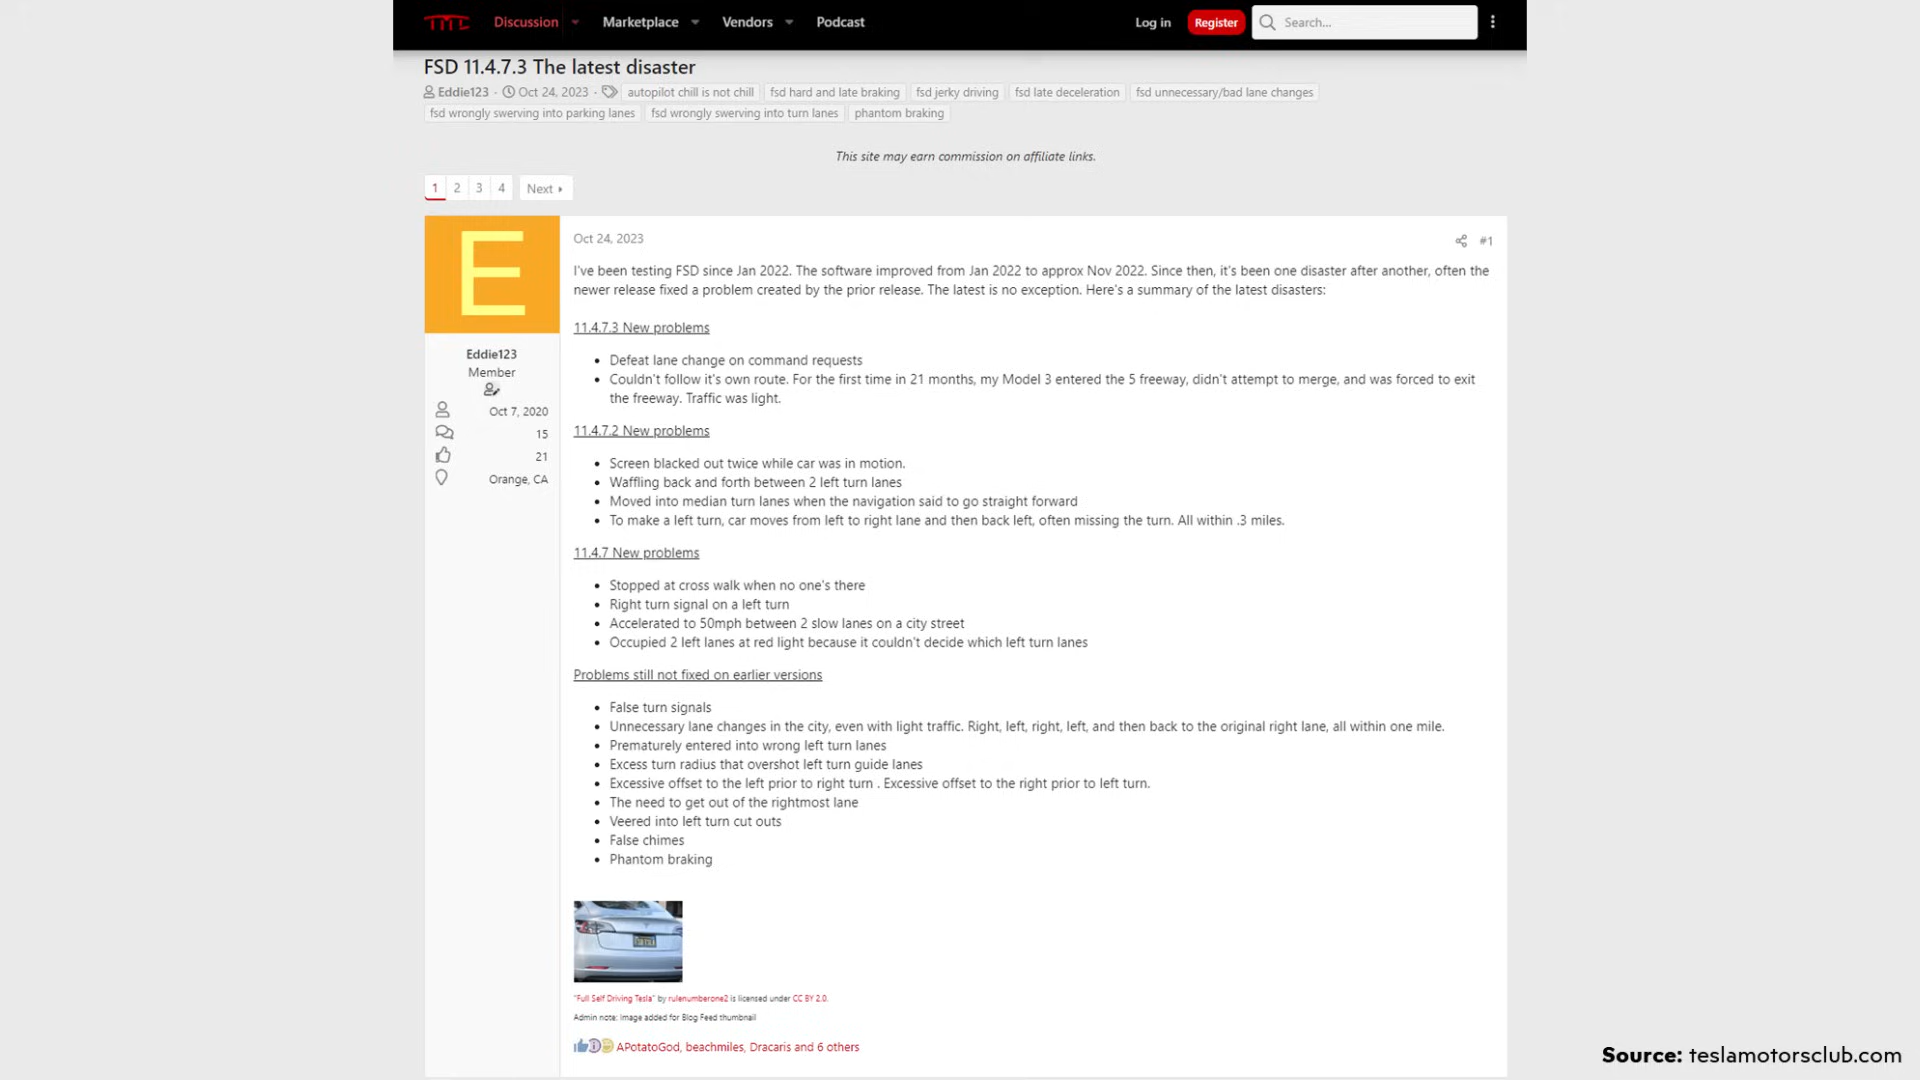 TMC Discussion Marketplace Vendors Podcast Log in Register Search...
FSD 11.4.7.3 The latest disaster
Eddie123 · Oct 24, 2023 · autopilot chill is not chill fsd hard and late braking fsd jerky driving fsd late deceleration fsd unnecessary/bad lane changes
fsd wrongly swerving into parking lanes fsd wrongly swerving into turn lanes phantom braking
This site may earn commission on affiliate links.
1 2 3 4 Next
E
Eddie123
Member
Oct 7, 2020
15
21
Orange, CA
Oct 24, 2023 #1
I've been testing FSD since Jan 2022. The software improved from Jan 2022 to approx Nov 2022. Since then, it's been one disaster after another, often the
newer release fixed a problem created by the prior release. The latest is no exception. Here's a summary of the latest disasters:
11.4.7.3 New problems
• Defeat lane change on command requests
• Couldn't follow it's own route. For the first time in 21 months, my Model 3 entered the 5 freeway, didn't attempt to merge, and was forced to exit
the freeway. Traffic was light.
11.4.7.2 New problems
• Screen blacked out twice while car was in motion.
• Waffling back and forth between 2 left turn lanes
• Moved into median turn lanes when the navigation said to go straight forward
• To make a left turn, car moves from left to right lane and then back left, often missing the turn. All within .3 miles.
11.4.7 New problems
• Stopped at cross walk when no one's there
• Right turn signal on a left turn
• Accelerated to 50mph between 2 slow lanes on a city street
• Occupied 2 left lanes at red light because it couldn't decide which left turn lanes
Problems still not fixed on earlier versions
• False turn signals
• Unnecessary lane changes in the city, even with light traffic. Right, left, right, left, and then back to the original right lane, all within one mile.
• Prematurely entered into wrong left turn lanes
• Excess turn radius that overshot left turn guide lanes
• Excessive offset to the left prior to right turn . Excessive offset to the right prior to left turn.
• The need to get out of the rightmost lane
• Veered into left turn cut outs
• False chimes
• Phantom braking
"Full Self Driving Tesla" by rulenumberone2 is licensed under CC BY 2.0.
Admin note: Image added for Blog Feed thumbnail
APotatoGod, beachmiles, Dracaris and 6 others
Source: teslamotorsclub.com